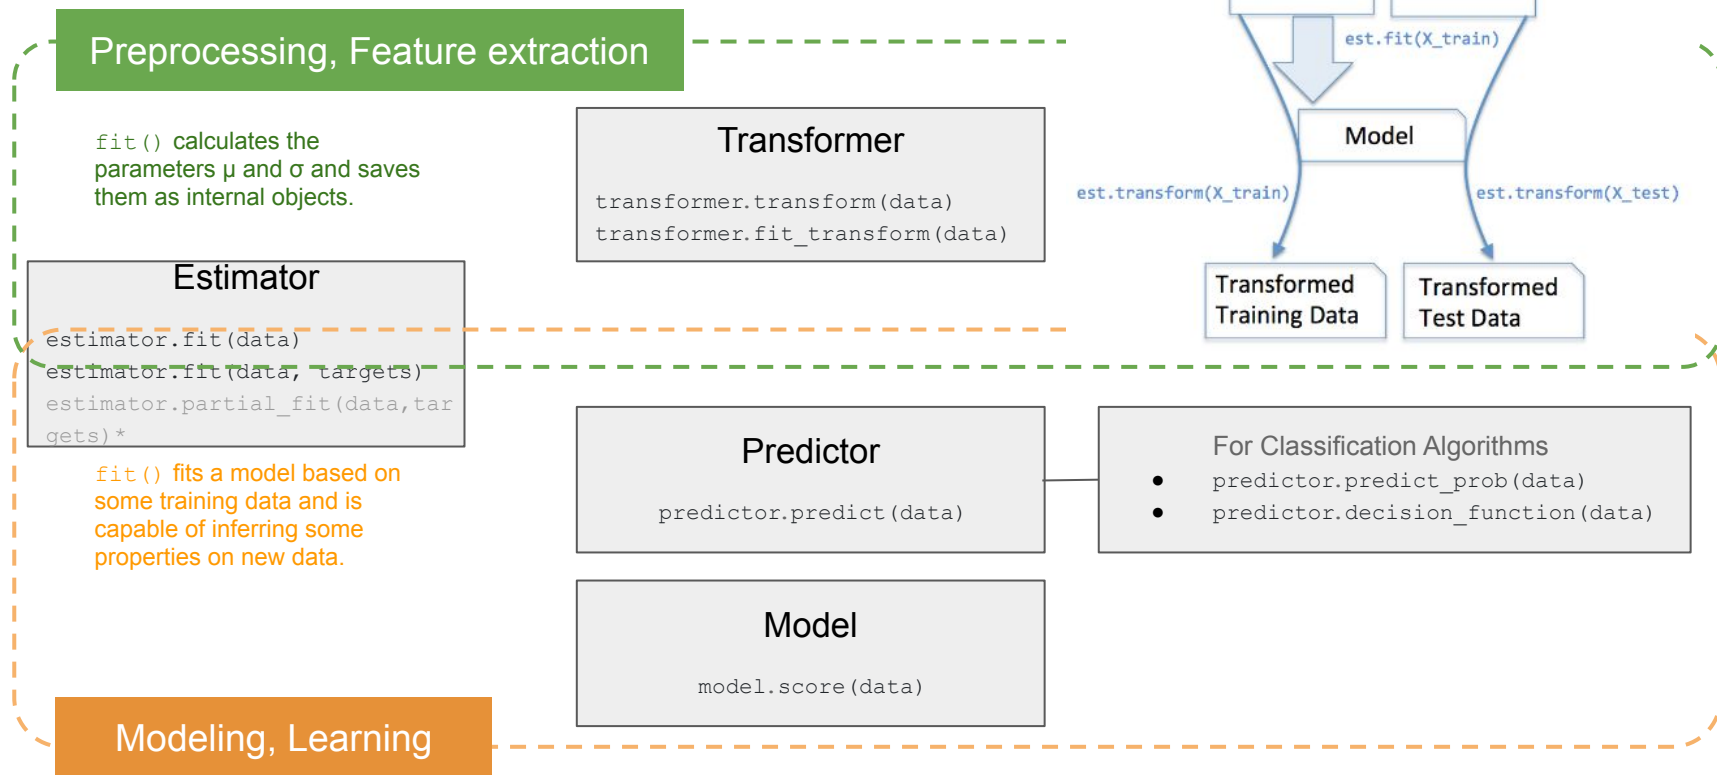 Preprocessing, Feature extraction
fit() calculates the
parameters μ and σ and saves
them as internal objects.
Transformer
transformer.transform(data)
transformer.fit_transform(data)
est.fit(X_train)
Model
est.transform(X_train)
est.transform(X_test)
Transformed
Training Data
Transformed
Test Data
Estimator
estimator.fit(data)
estimator.fit(data, targets)
estimator.partial_fit(data,tar
gets)*
fit() fits a model based on
some training data and is
capable of inferring some
properties on new data.
Predictor
predictor.predict(data)
For Classification Algorithms
● predictor.predict_prob(data)
● predictor.decision_function(data)
Model
model.score(data)
Modeling, Learning